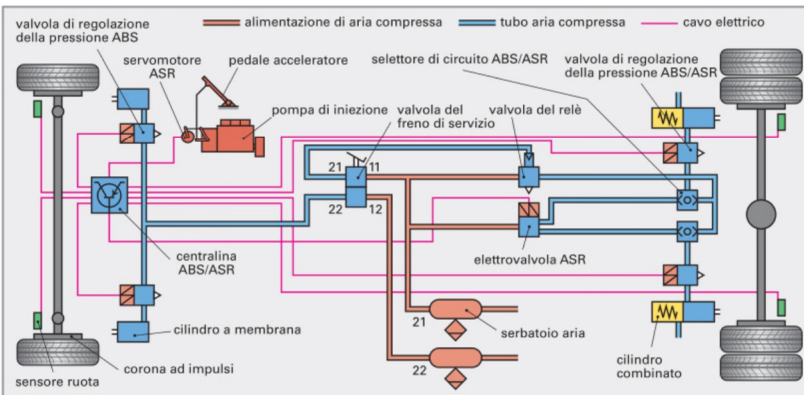 alimentazione di aria compressa
tubo aria compressa
cavo elettrico
valvola di regolazione
della pressione ABS
servomotore
ASR
pedale acceleratore
selettore di circuito ABS/ASR
valvola di regolazione
della pressione ABS/ASR
pompa di iniezione
valvola del
freno di servizio
valvola del relè
21
11
22
12
centralina
ABS/ASR
elettrovalvola ASR
21
serbatoio aria
cilindro a membrana
22
cilindro
combinato
corona ad impulsi
sensore ruota